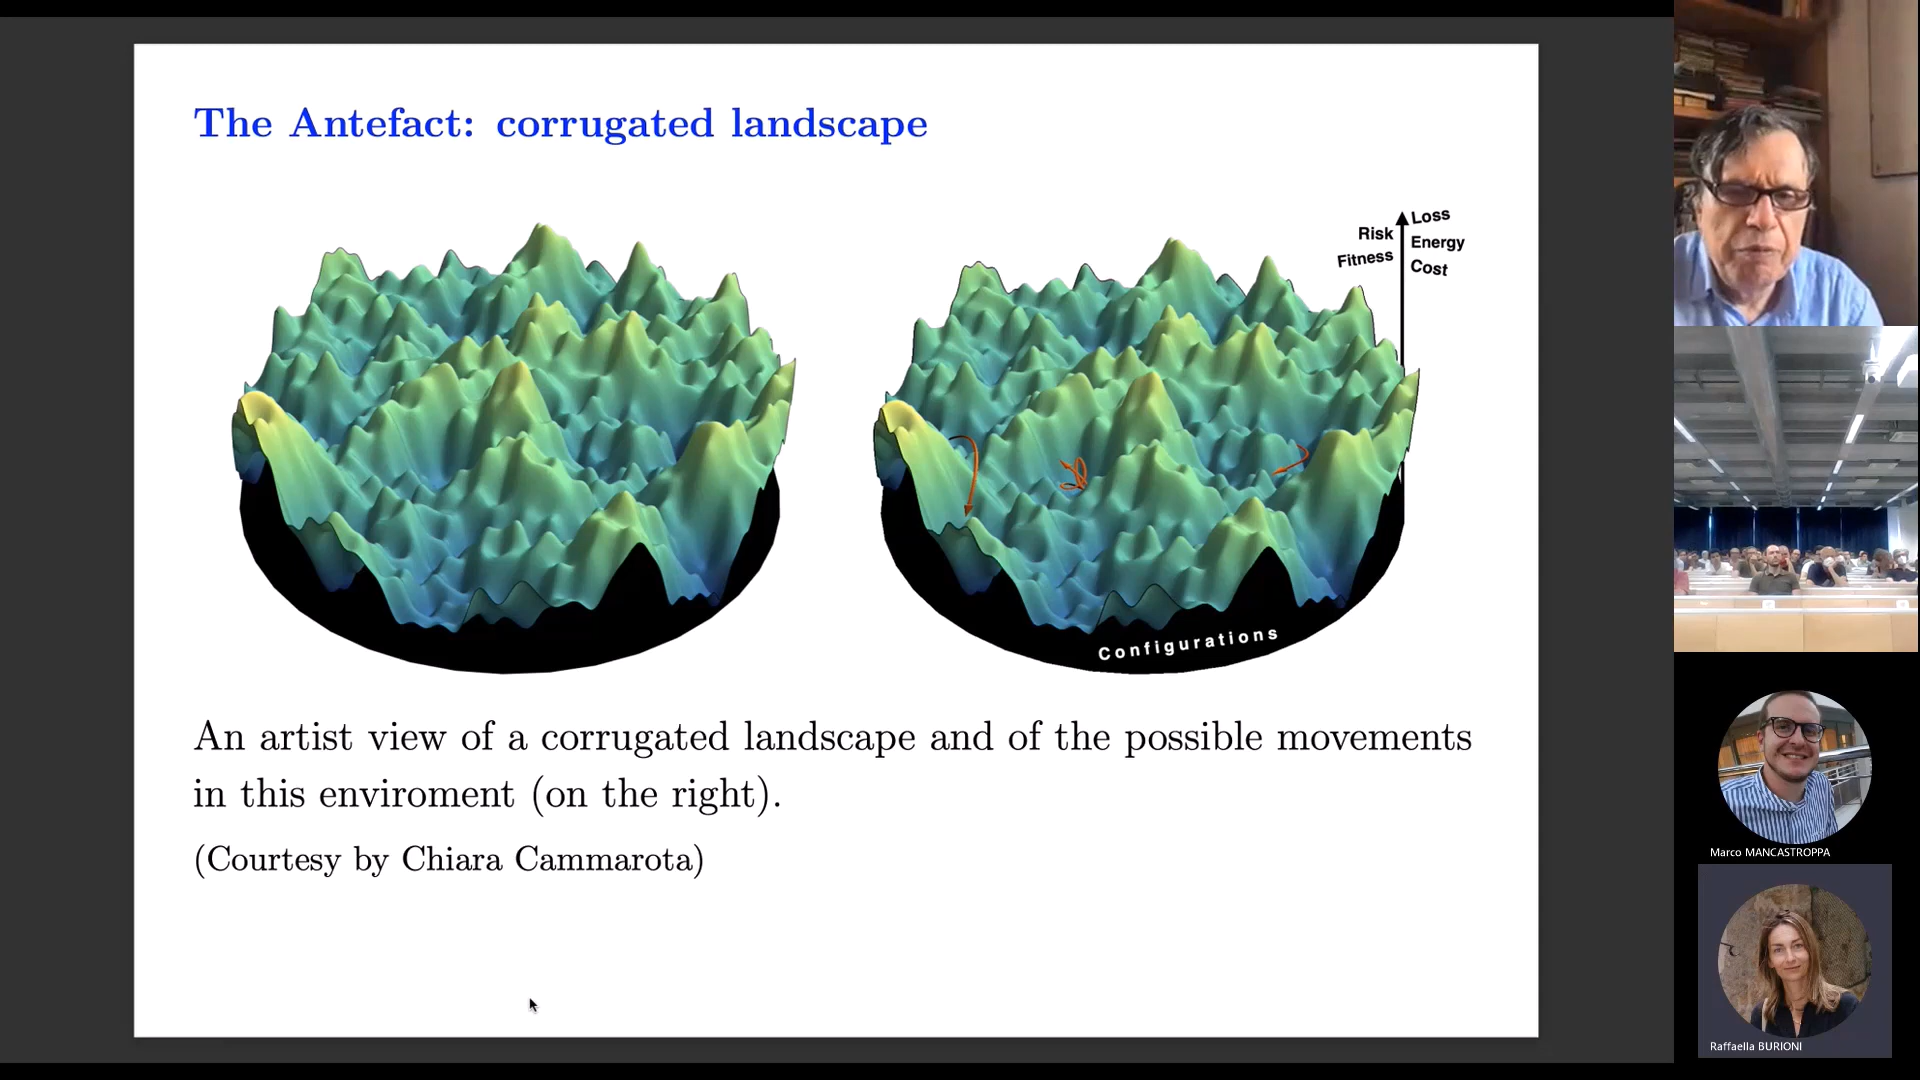 The Antefact: corrugated landscape
Risk
Fitness
Loss
Energy
Cost
Configurations
An artist view of a corrugated landscape and of the possible movements
in this enviroment (on the right).
(Courtesy by Chiara Cammarota)
Marco MANCASTROPPA
Raffaella BURIONI